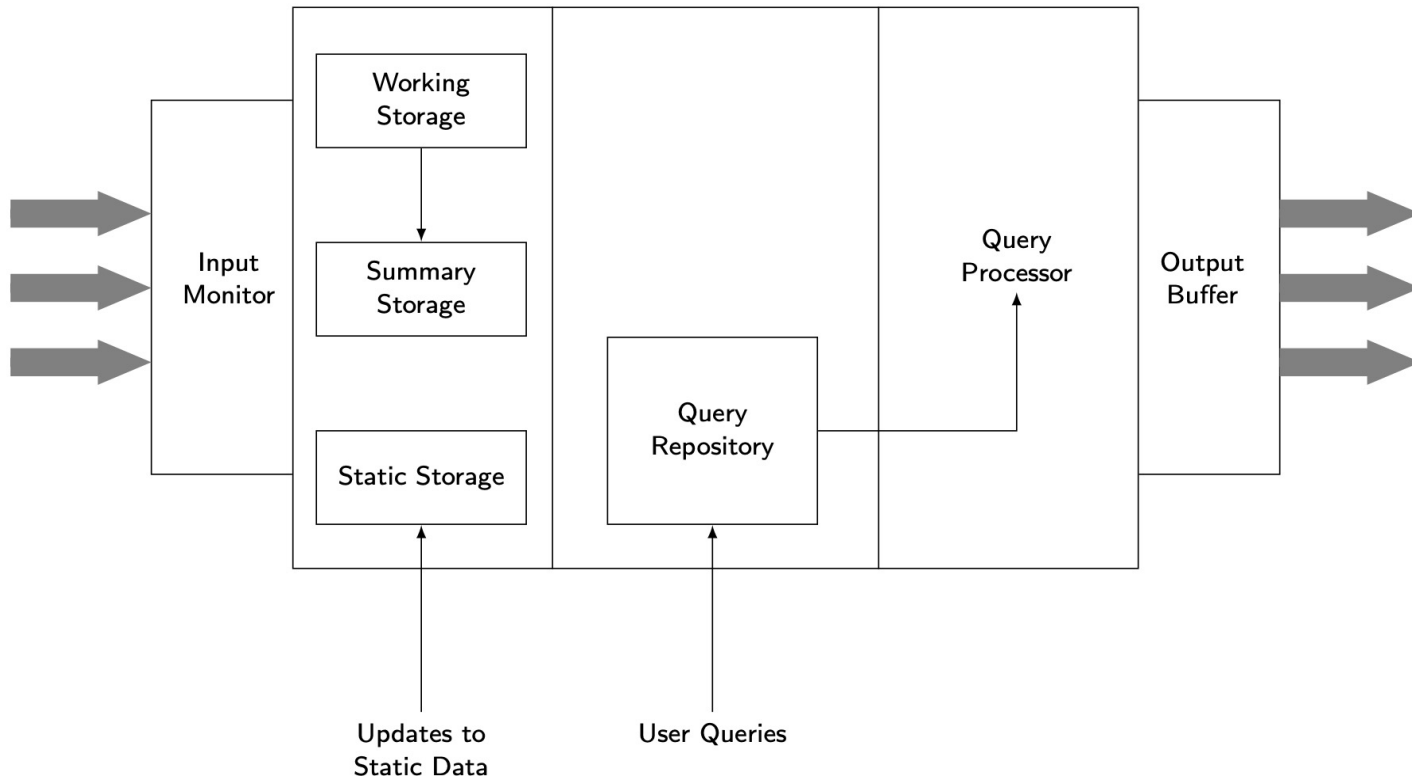 Working
Storage
Input
Monitor
Summary
Storage
Static Storage
Query
Repository
Query
Processor
Output
Buffer
Updates to
Static Data
User Queries